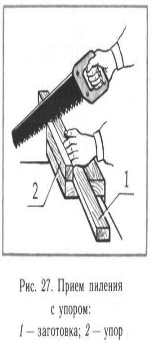 2
1
Рис. 27. Прием пиления
с упором:
1 — заготовка; 2 — упор